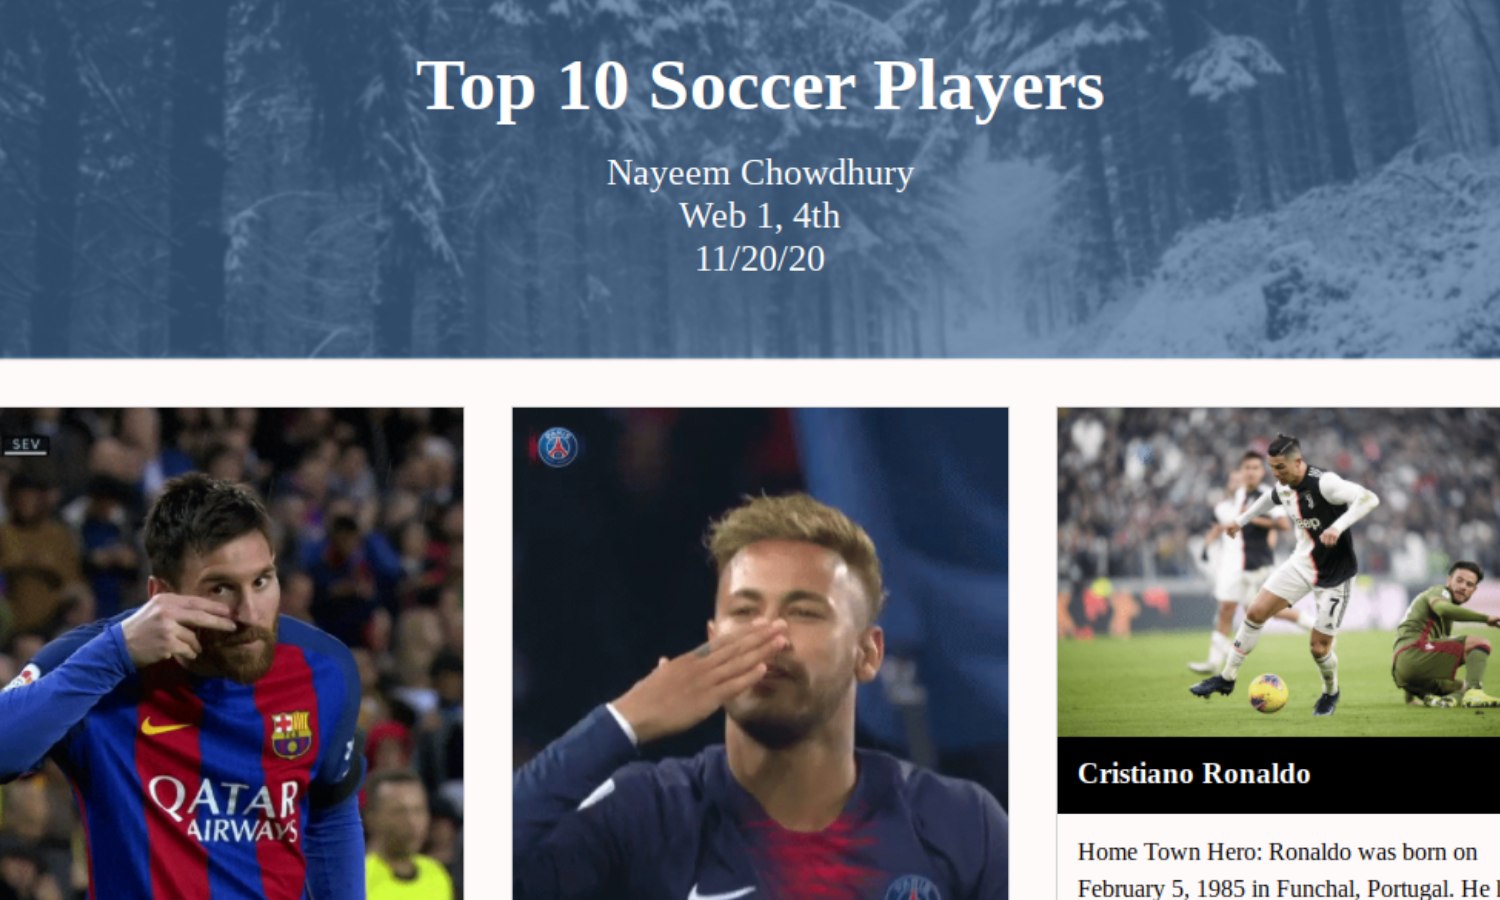 Top 10 Soccer Players
Nayeem Chowdhury
Web 1, 4th
11/20/20
SEV
PARIS
QATAR
AIRWAYS
Jeep
7
Cristiano Ronaldo
Home Town Hero: Ronaldo was born on
February 5, 1985 in Funchal, Portugal. He